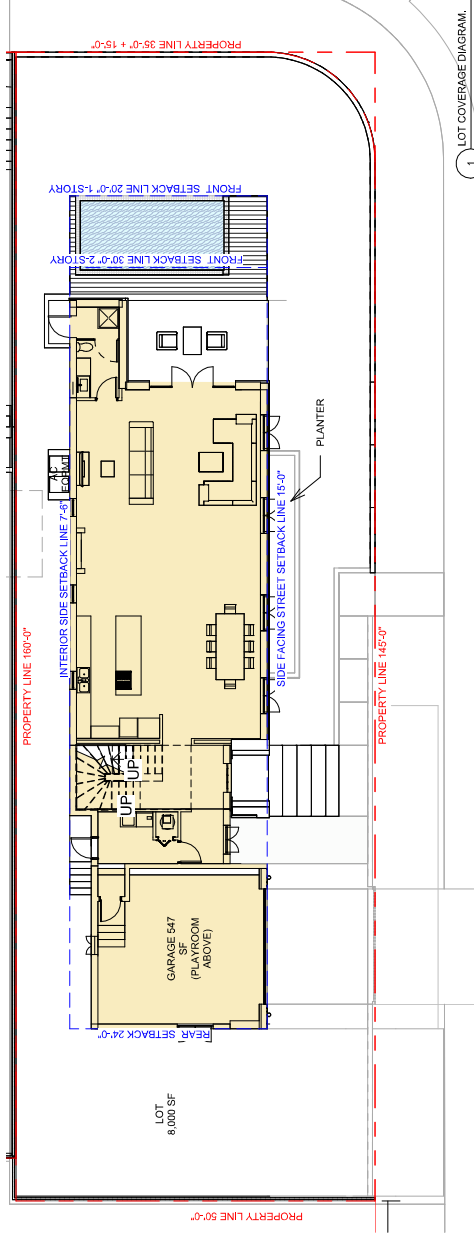 PROPERTY LINE 35'-0" + 15'-0"
FRONT SETBACK LINE 20'-0" 1-STORY
FRONT SETBACK LINE 30'-0" 2-STORY
AC
EQPMT
INTERIOR SIDE SETBACK LINE 7'-6"
PROPERTY LINE 160'-0"
PLANTER
SIDE FACING STREET SETBACK LINE 15'-0"
PROPERTY LINE 145'-0"
UP
UP
GARAGE 547
SF
(PLAYROOM
ABOVE)
REAR SETBACK 24'-0"
LOT
8,000 SF
PROPERTY LINE 50'-0"
1
LOT COVERAGE DIAGRAM.